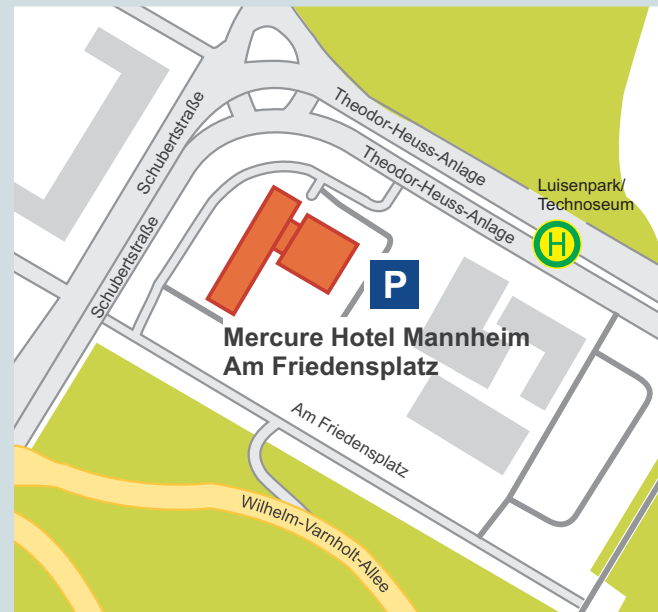 Theodor-Heuss-Anlage
Theodor-Heuss-Anlage
Schubertstraße
Schubertstraße
Luisenpark/
Technoseum
H
P
Mercure Hotel Mannheim
Am Friedensplatz
Am Friedensplatz
Wilhelm-Varnholt-Allee